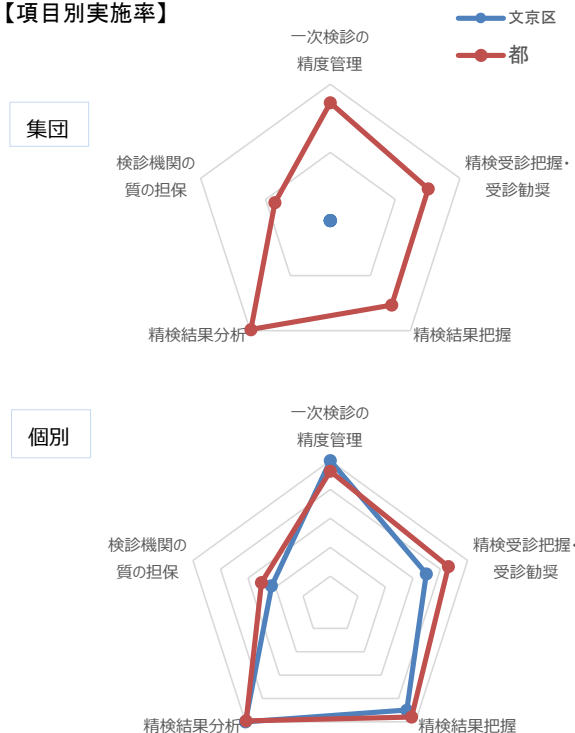 【項目別実施率】
文京区
都
集団
一次検診の
精度管理
精検受診把握・
受診勧奨
精検結果把握
精検結果分析
検診機関の
質の担保
個別
一次検診の
精度管理
精検受診把握・
受診勧奨
精検結果把握
精検結果分析
検診機関の
質の担保